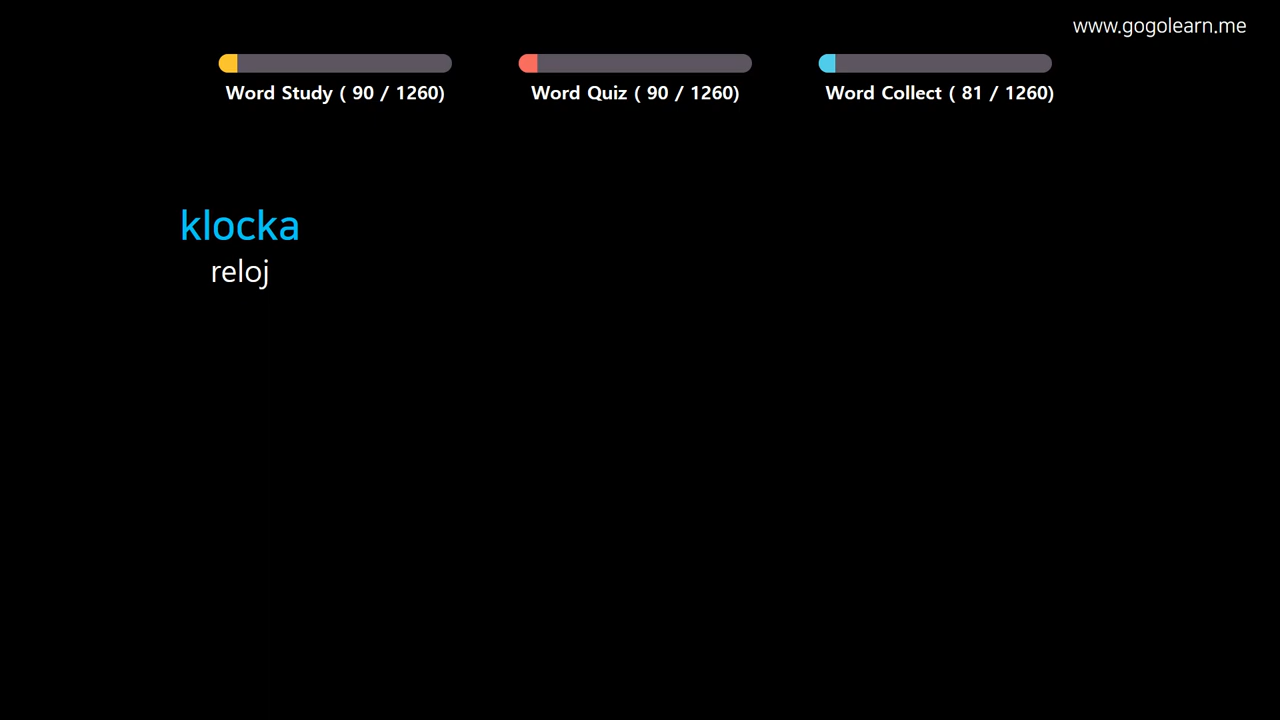 www.gogolearn.me
Word Study ( 90 / 1260)
Word Quiz ( 90 / 1260)
Word Collect ( 81 / 1260)
klocka
reloj